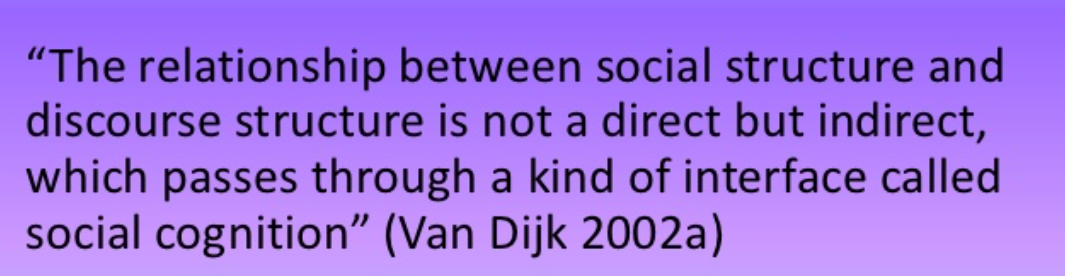 “The relationship between social structure and
discourse structure is not a direct but indirect,
which passes through a kind of interface called
social cognition” (Van Dijk 2002a)